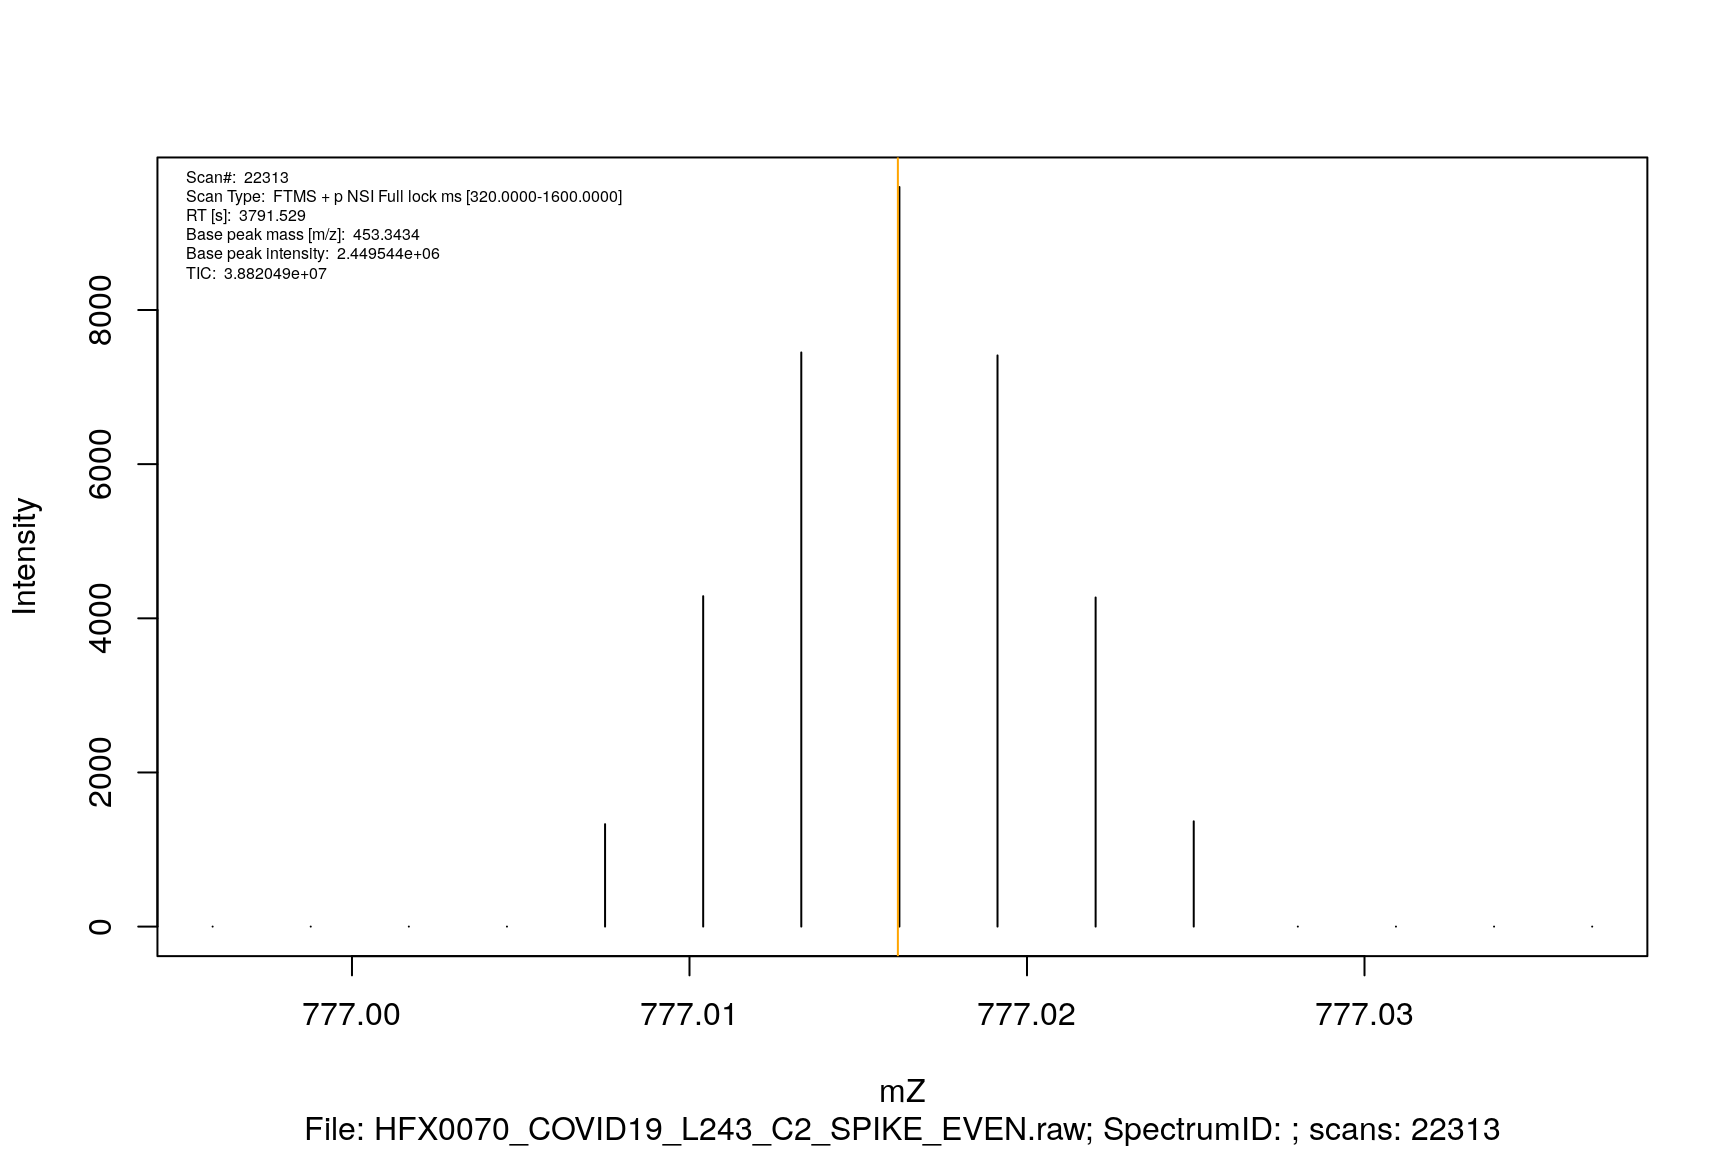 Scan#: 22313
Scan Type: FTMS + p NSI Full lock ms [320.0000-1600.0000]
RT [s]: 3791.529
Base peak mass [m/z]: 453.3434
Base peak intensity: 2.449544e+06
TIC: 3.882049e+07
8000
6000
4000
2000
0
Intensity
777.00 777.01 777.02 777.03
mZ
File: HFX0070_COVID19_L243_C2_SPIKE_EVEN.raw; SpectrumID: ; scans: 22313